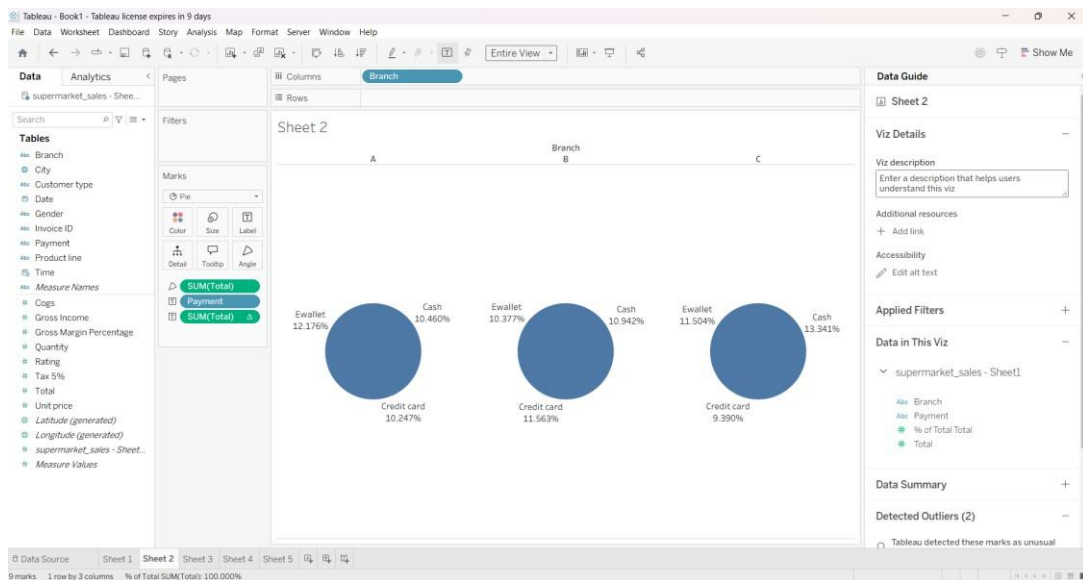 Tableau - Book1 - Tableau license expires in 9 days
File Data Worksheet Dashboard Story Analysis Map Format Server Window Help
Entire View
Show Me
Data Analytics
supermarket_sales - Shee...
Search
Tables
Abc Branch
City
Abc Customer type
Date
Abc Gender
Abc Invoice ID
Abc Payment
Abc Product line
Time
Abc Measure Names
# Cogs
# Gross Income
# Gross Margin Percentage
# Quantity
# Rating
# Tax 5%
# Total
# Unit price
Latitude (generated)
Longitude (generated)
# supermarket_sales - Sheet...
# Measure Values
Pages
Filters
Marks
Pie
Color Size Label
Detail Tooltip Angle
SUM(Total)
Payment
SUM(Total) Δ
Columns
Branch
Rows
Sheet 2
Branch
A B C
Ewallet
12.176%
Cash
10.460%
Credit card
10.247%
Ewallet
10.377%
Cash
10.942%
Credit card
11.563%
Ewallet
11.504%
Cash
13.341%
Credit card
9.390%
Data Guide
Sheet 2
Viz Details
Viz description
Enter a description that helps users
understand this viz
Additional resources
+ Add link
Accessibility
Edit alt text
Applied Filters
Data in This Viz
supermarket_sales - Sheet1
Abc Branch
Abc Payment
# % of Total Total
# Total
Data Summary
Detected Outliers (2)
Tableau detected these marks as unusual
Data Source Sheet 1 Sheet 2 Sheet 3 Sheet 4 Sheet 5
9 marks 1 row by 3 columns % of Total SUM(Total): 100.000%